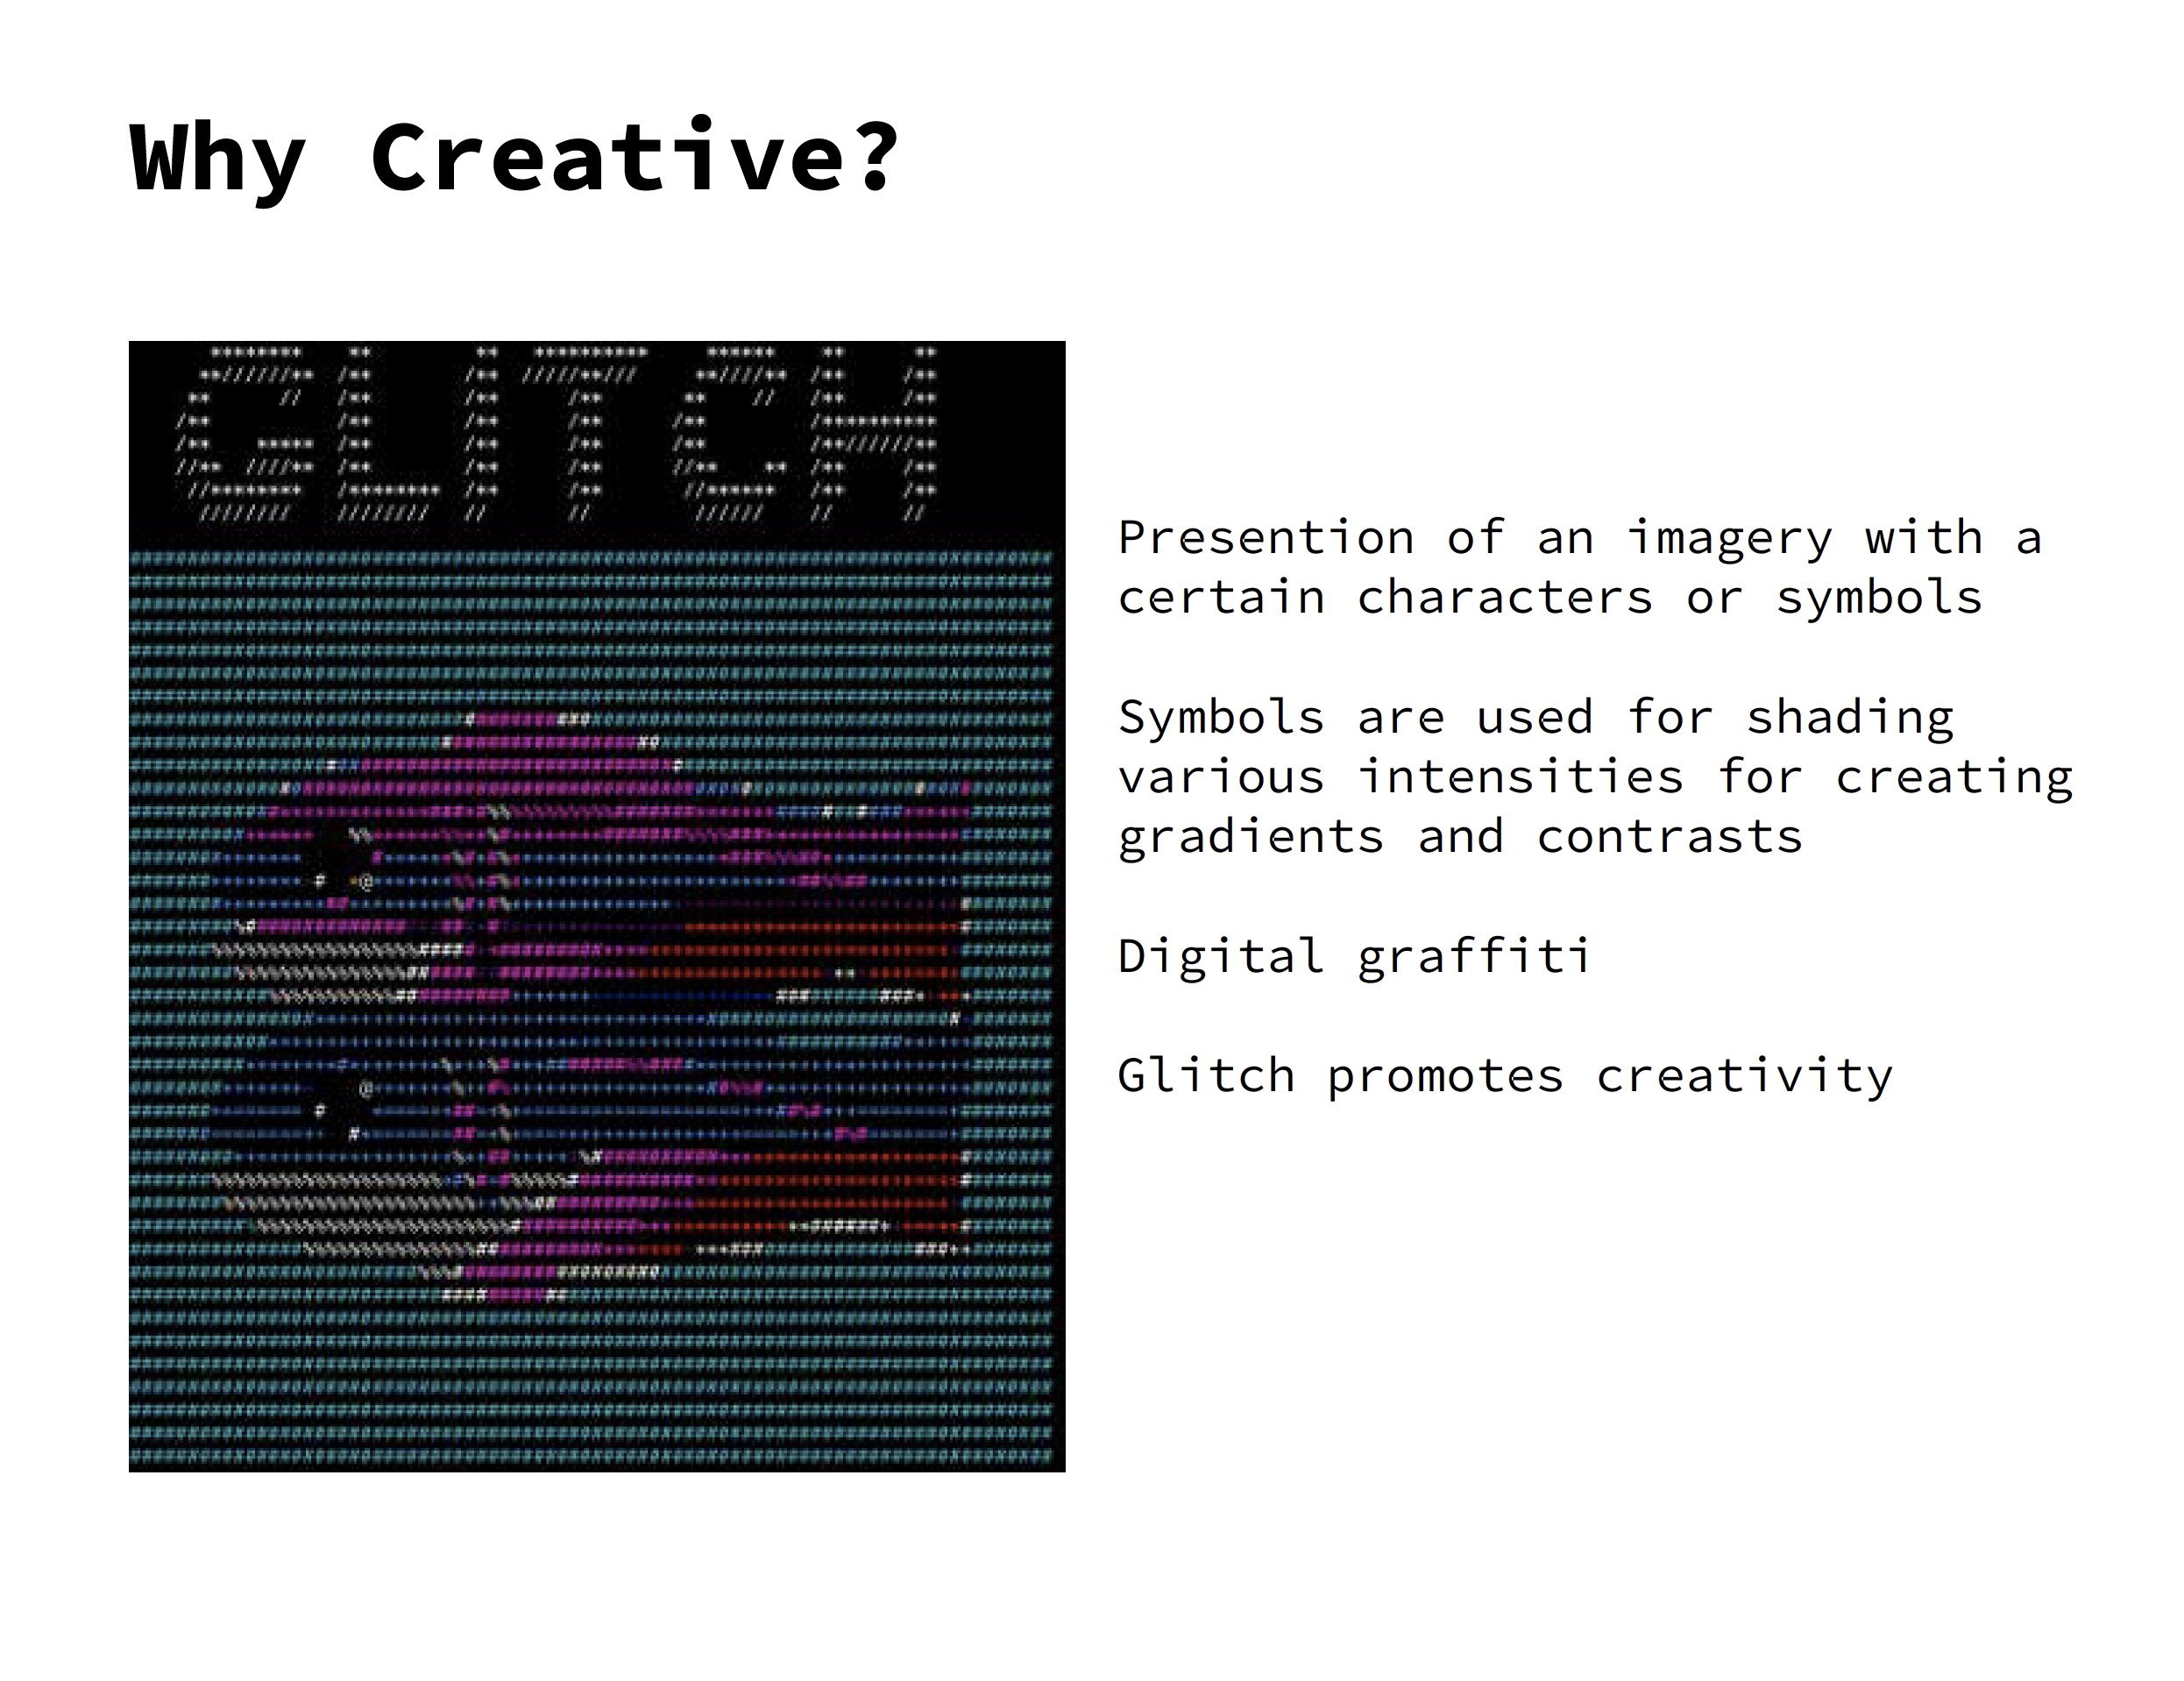 Why Creative?
GLITCH
Presention of an imagery with a
certain characters or symbols
Symbols are used for shading
various intensities for creating
gradients and contrasts
Digital graffiti
Glitch promotes creativity